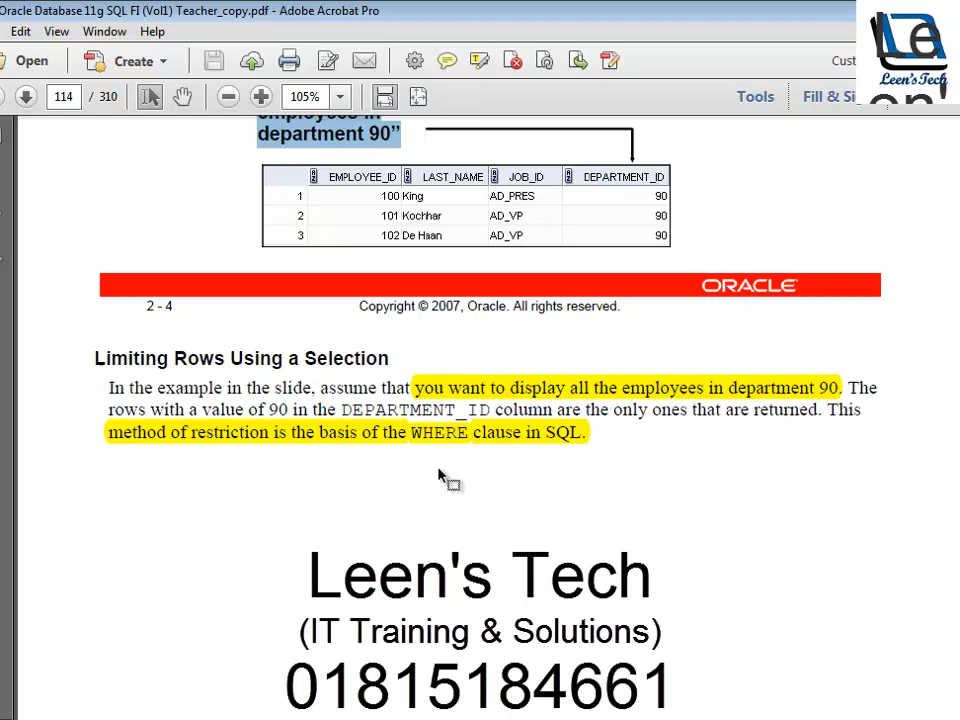 Oracle Database 11g SQL FI (Vol1) Teacher_copy.pdf - Adobe Acrobat Pro
Edit View Window Help
Open Create Cust
114 / 310 105% Tools Fill & Si
Le
Leen'sTech
department 90”
EMPLOYEE_ID LAST_NAME JOB_ID DEPARTMENT_ID
1 100 King AD_PRES 90
2 101 Kochhar AD_VP 90
3 102 De Haan AD_VP 90
ORACLE
2 - 4 Copyright © 2007, Oracle. All rights reserved.
Limiting Rows Using a Selection
In the example in the slide, assume that you want to display all the employees in department 90. The
rows with a value of 90 in the DEPARTMENT_ID column are the only ones that are returned. This
method of restriction is the basis of the WHERE clause in SQL.
Leen's Tech
(IT Training & Solutions)
01815184661